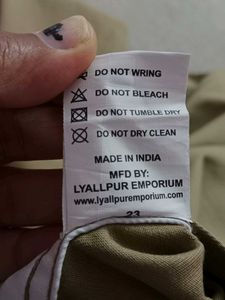 DO NOT WRING
DO NOT BLEACH
DO NOT TUMBLE DRY
DO NOT DRY CLEAN
MADE IN INDIA
MFD BY:
LYALLPUR EMPORIUM
www.lyallpuremporium.com
23